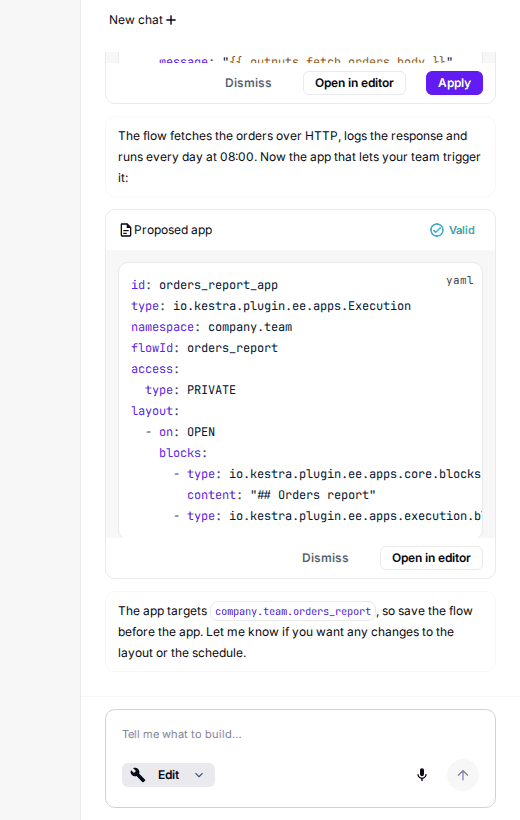 New chat +
message: "{{ outputs.fetch_orders.body }}"
Dismiss
Open in editor
Apply
The flow fetches the orders over HTTP, logs the response and
runs every day at 08:00. Now the app that lets your team trigger
it:
Proposed app
Valid
yaml
id: orders_report_app
type: io.kestra.plugin.ee.apps.Execution
namespace: company.team
flowId: orders_report
access:
  type: PRIVATE
layout:
  - on: OPEN
    blocks:
      - type: io.kestra.plugin.ee.apps.core.blocks
        content: "## Orders report"
      - type: io.kestra.plugin.ee.apps.execution.bl
Dismiss
Open in editor
The app targets company.team.orders_report, so save the flow
before the app. Let me know if you want any changes to the
layout or the schedule.
Tell me what to build...
Edit